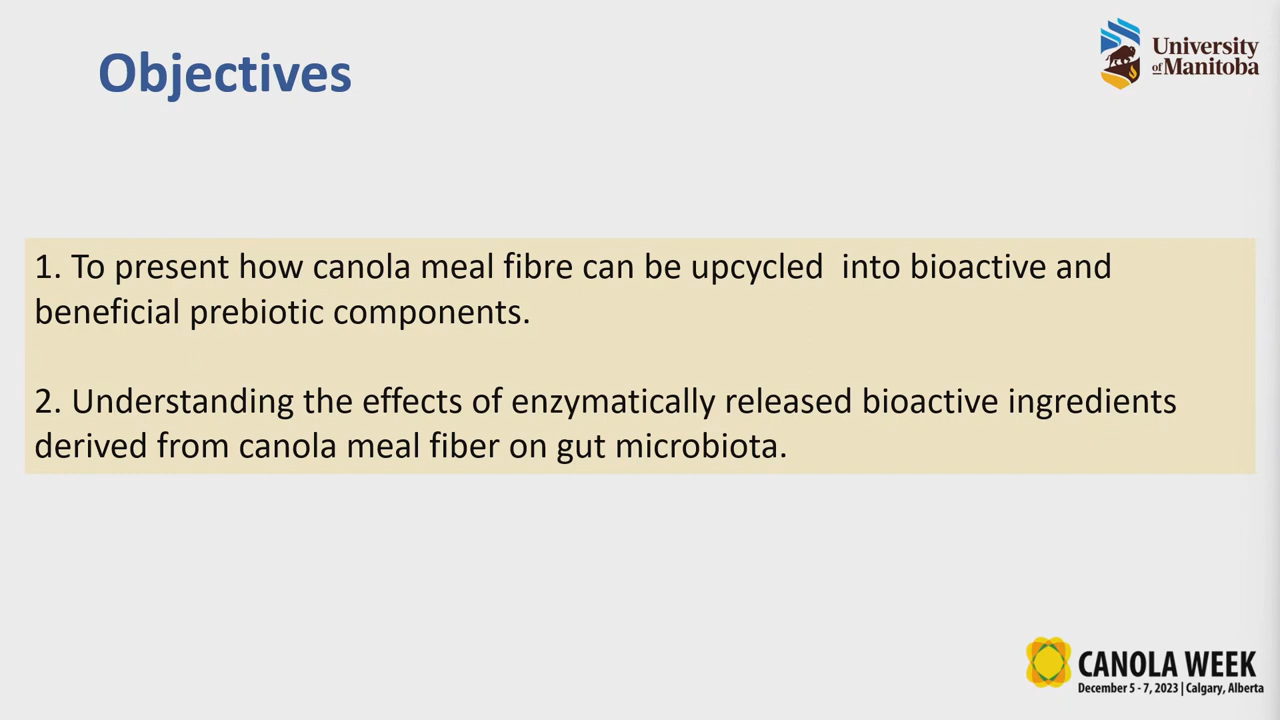 Objectives
University
of Manitoba
1. To present how canola meal fibre can be upcycled  into bioactive and
beneficial prebiotic components.
2. Understanding the effects of enzymatically released bioactive ingredients
derived from canola meal fiber on gut microbiota.
CANOLA WEEK
December 5 - 7, 2023 | Calgary, Alberta